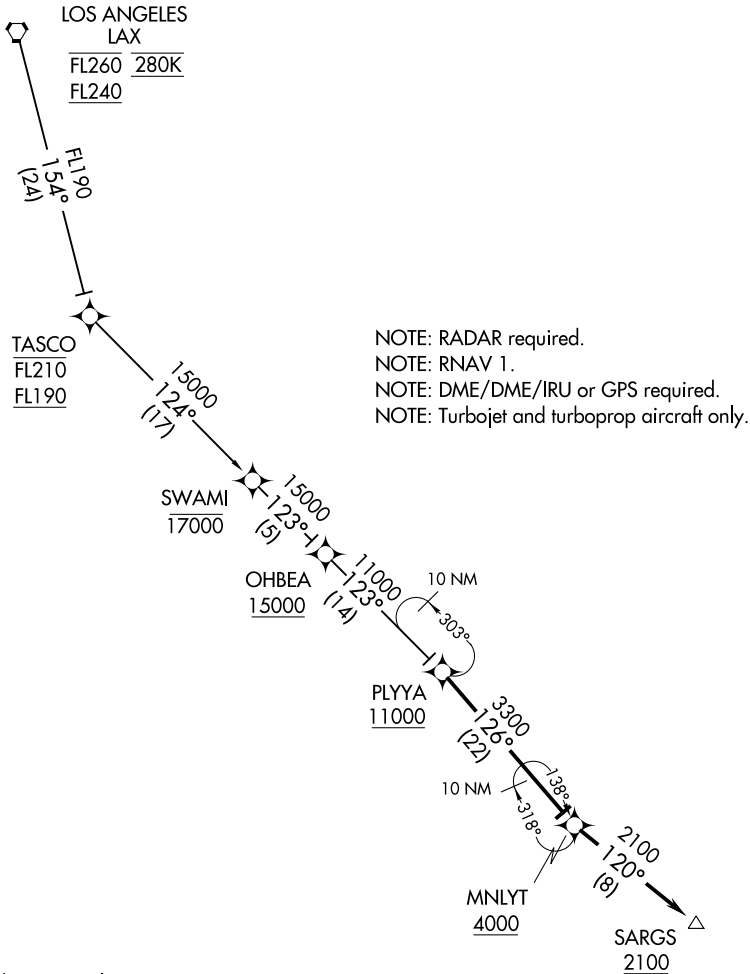 LOS ANGELES
LAX
FL260 280K
FL240
FL190
154°
(24)
TASCO
FL210
FL190
NOTE: RADAR required.
NOTE: RNAV 1.
NOTE: DME/DME/IRU or GPS required.
NOTE: Turbojet and turboprop aircraft only.
15000
124°
(17)
SWAMI
17000
15000
123°
(5)
OHBEA
15000
11000
123°
(14)
10 NM
303°
PLYYA
11000
3300
126°
(22)
10 NM
138°
318°
MNLYT
4000
2100
120°
(8)
SARGS
2100